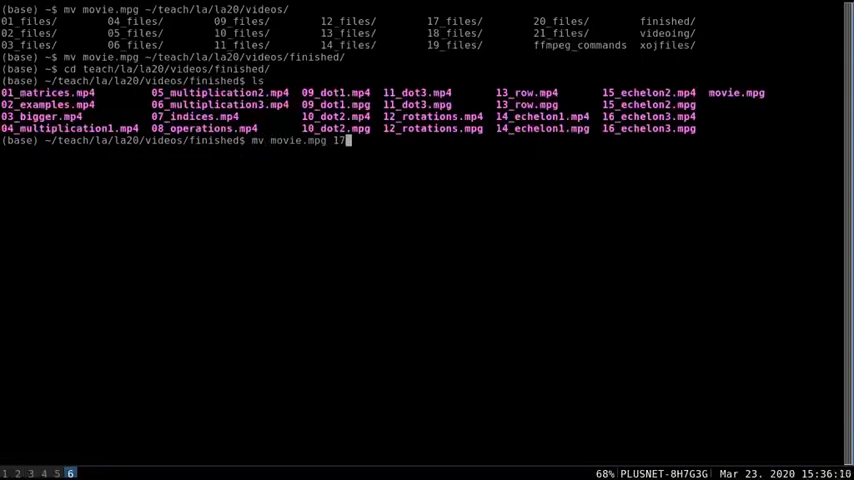 (base) ~$ mv movie.mpg ~/teach/la/la20/videos/
01_files/ 04_files/ 09_files/ 12_files/ 17_files/ 20_files/ finished/
02_files/ 05_files/ 10_files/ 13_files/ 18_files/ 21_files/ videoing/
03_files/ 06_files/ 11_files/ 14_files/ 19_files/ ffmpeg_commands xojfiles/
(base) ~$ mv movie.mpg ~/teach/la/la20/videos/finished/
(base) ~$ cd teach/la/la20/videos/finished/
(base) ~/teach/la/la20/videos/finished$ ls
01_matrices.mp4 05_multiplication2.mp4 09_dot1.mp4 11_dot3.mp4 13_row.mp4 15_echelon2.mp4 movie.mpg
02_examples.mp4 06_multiplication3.mp4 09_dot1.mpg 11_dot3.mpg 13_row.mpg 15_echelon2.mpg
03_bigger.mp4 07_indices.mp4 10_dot2.mp4 12_rotations.mp4 14_echelon1.mp4 16_echelon3.mp4
04_multiplication1.mp4 08_operations.mp4 10_dot2.mpg 12_rotations.mpg 14_echelon1.mpg 16_echelon3.mpg
(base) ~/teach/la/la20/videos/finished$ mv movie.mpg 17
1 2 3 4 5 6 68% PLUSNET-8H7G3G Mar 23. 2020 15:36:10